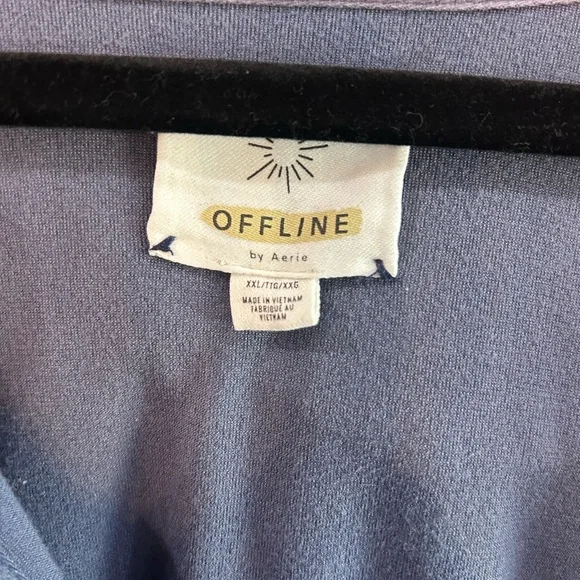 OFFLINE
by Aerie
XXL/TTG/XXG
MADE IN VIETNAM
FABRIQUÉ AU
VIETNAM